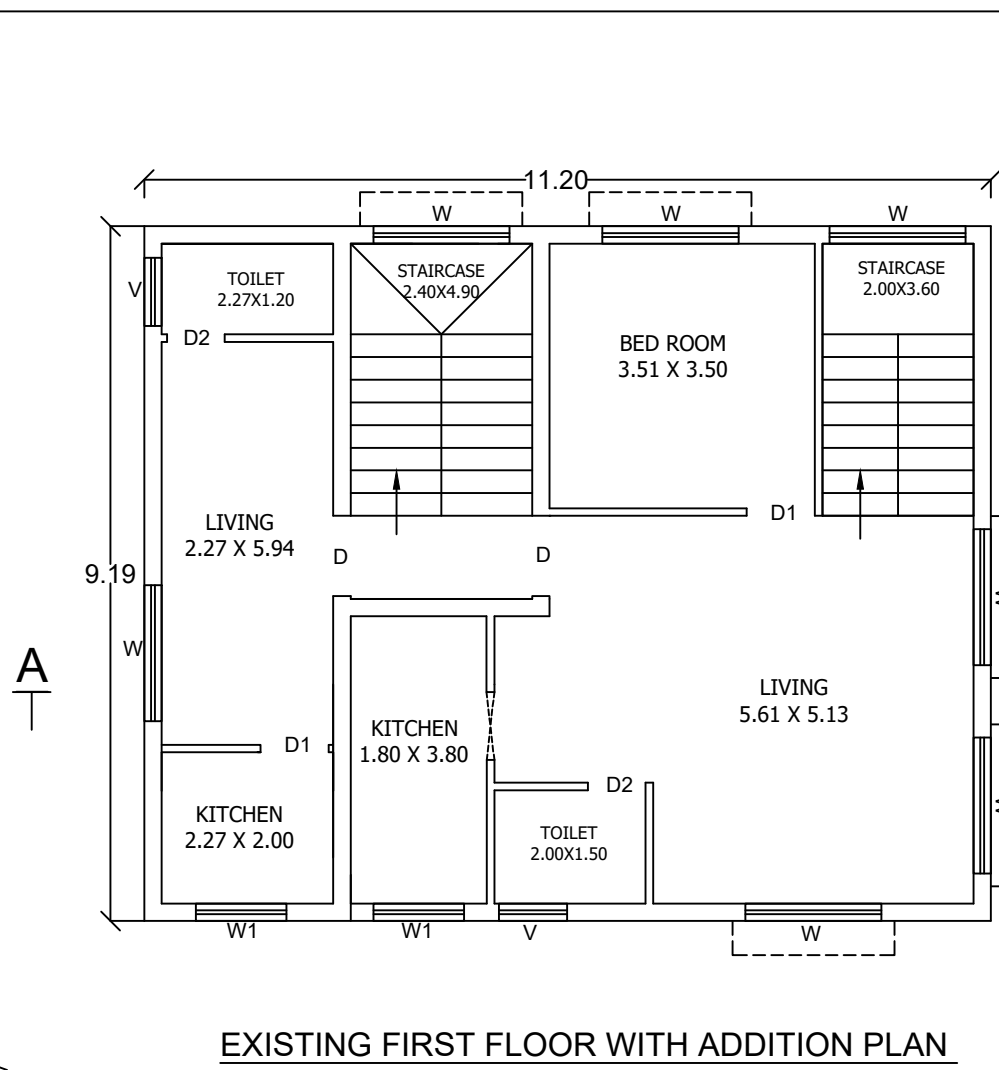 11.20
W
W
W
TOILET
2.27X1.20
STAIRCASE
2.40X4.90
STAIRCASE
2.00X3.60
V
D2
BED ROOM
3.51 X 3.50
D1
LIVING
2.27 X 5.94
D
D
9.19
W
A
LIVING
5.61 X 5.13
KITCHEN
1.80 X 3.80
D1
D2
KITCHEN
2.27 X 2.00
TOILET
2.00X1.50
W1
W1
V
W
EXISTING FIRST FLOOR WITH ADDITION PLAN